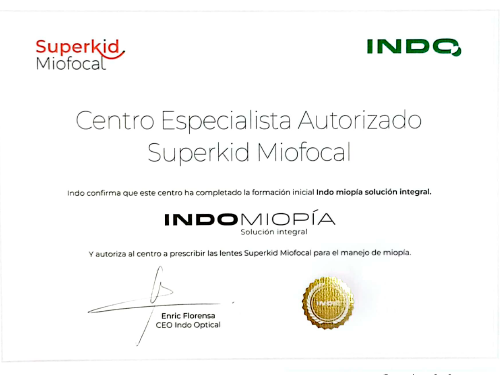 Superkid
Miofocal
INDO
Centro Especialista Autorizado
Superkid Miofocal
Indo confirma que este centro ha completado la formación inicial Indo miopía solución integral.
INDOMIOPÍA
Solución integral
Y autoriza al centro a prescribir las lentes Superkid Miofocal para el manejo de miopía.
Enric Florensa
CEO Indo Optical
INDO